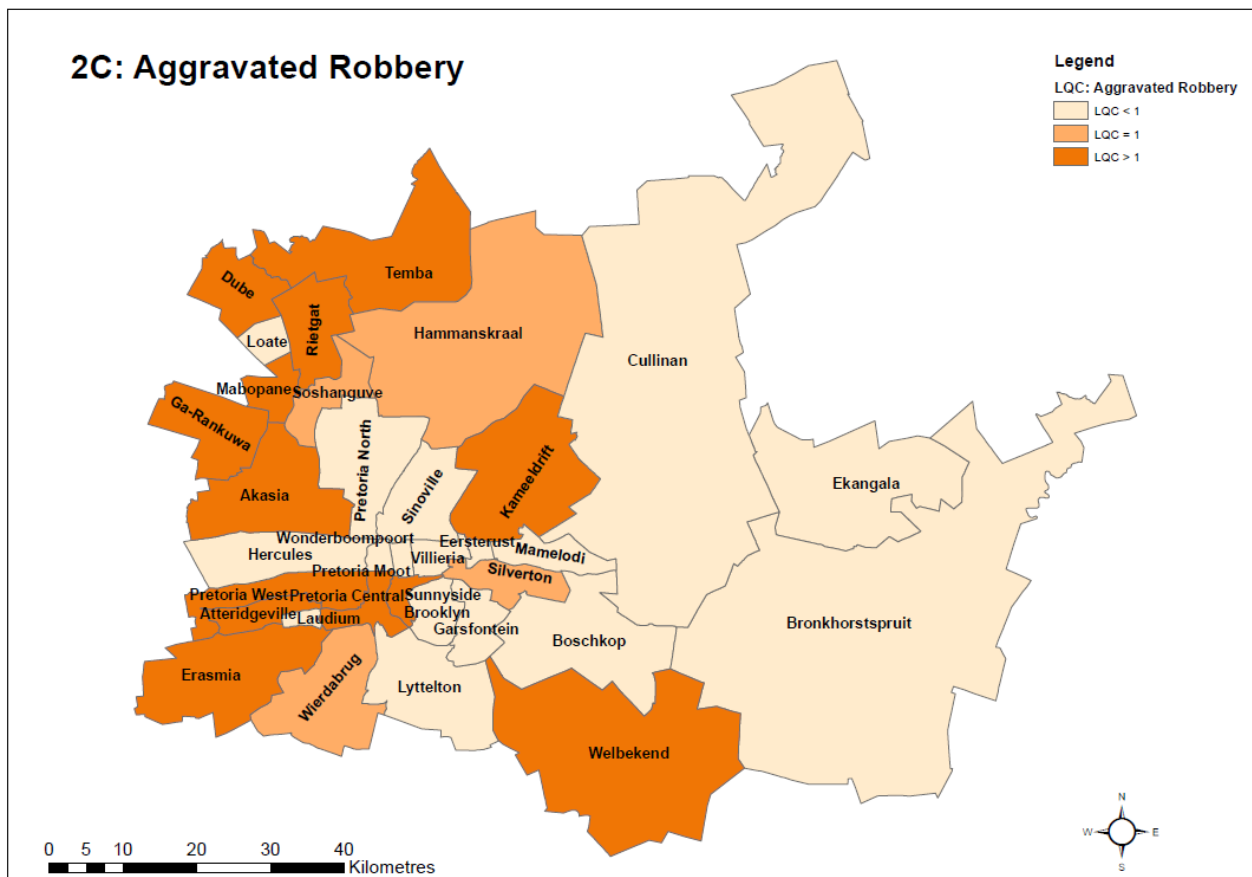 2C: Aggravated Robbery
Legend
LQC: Aggravated Robbery
LQC < 1
LQC = 1
LQC > 1
Temba
Dube
Rietgat
Hammanskraal
Loate
Cullinan
Mabopane
Soshanguve
Ga-Rankuwa
Pretoria North
Kameeldrift
Ekangala
Akasia
Sinoville
Wonderboompoort
Eersterust
Hercules
Villieria
Mamelodi
Pretoria Moot
Silverton
Pretoria West
Pretoria Central
Sunnyside
Atteridgeville
Laudium
Brooklyn
Garsfontein
Boschkop
Bronkhorstspruit
Erasmia
Wierdabrug
Lyttelton
Welbekend
N
W
E
S
0 5 10 20 30 40
Kilometres